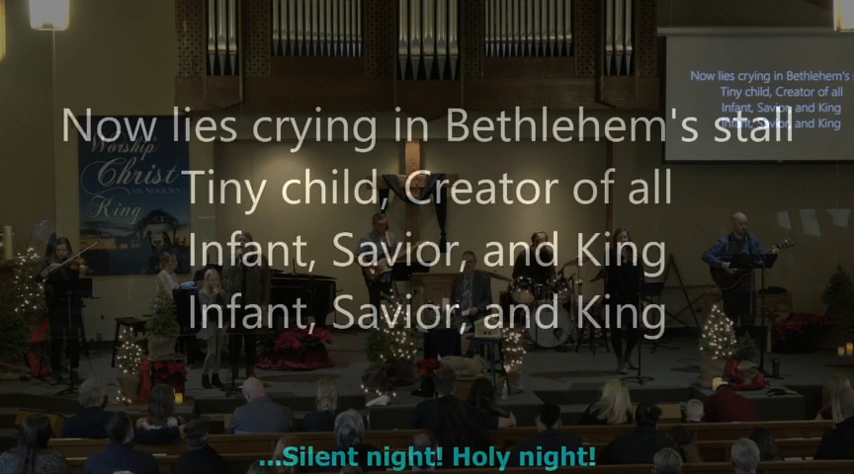 Now lies crying in Bethlehem's stall
Tiny child, Creator of all
Infant, Savior, and King
Infant, Savior, and King
Now lies crying in Bethlehem's
Tiny child, Creator of all
Infant, Savior, and King
Infant, Savior, and King
Worship
Christ
King
...Silent night! Holy night!